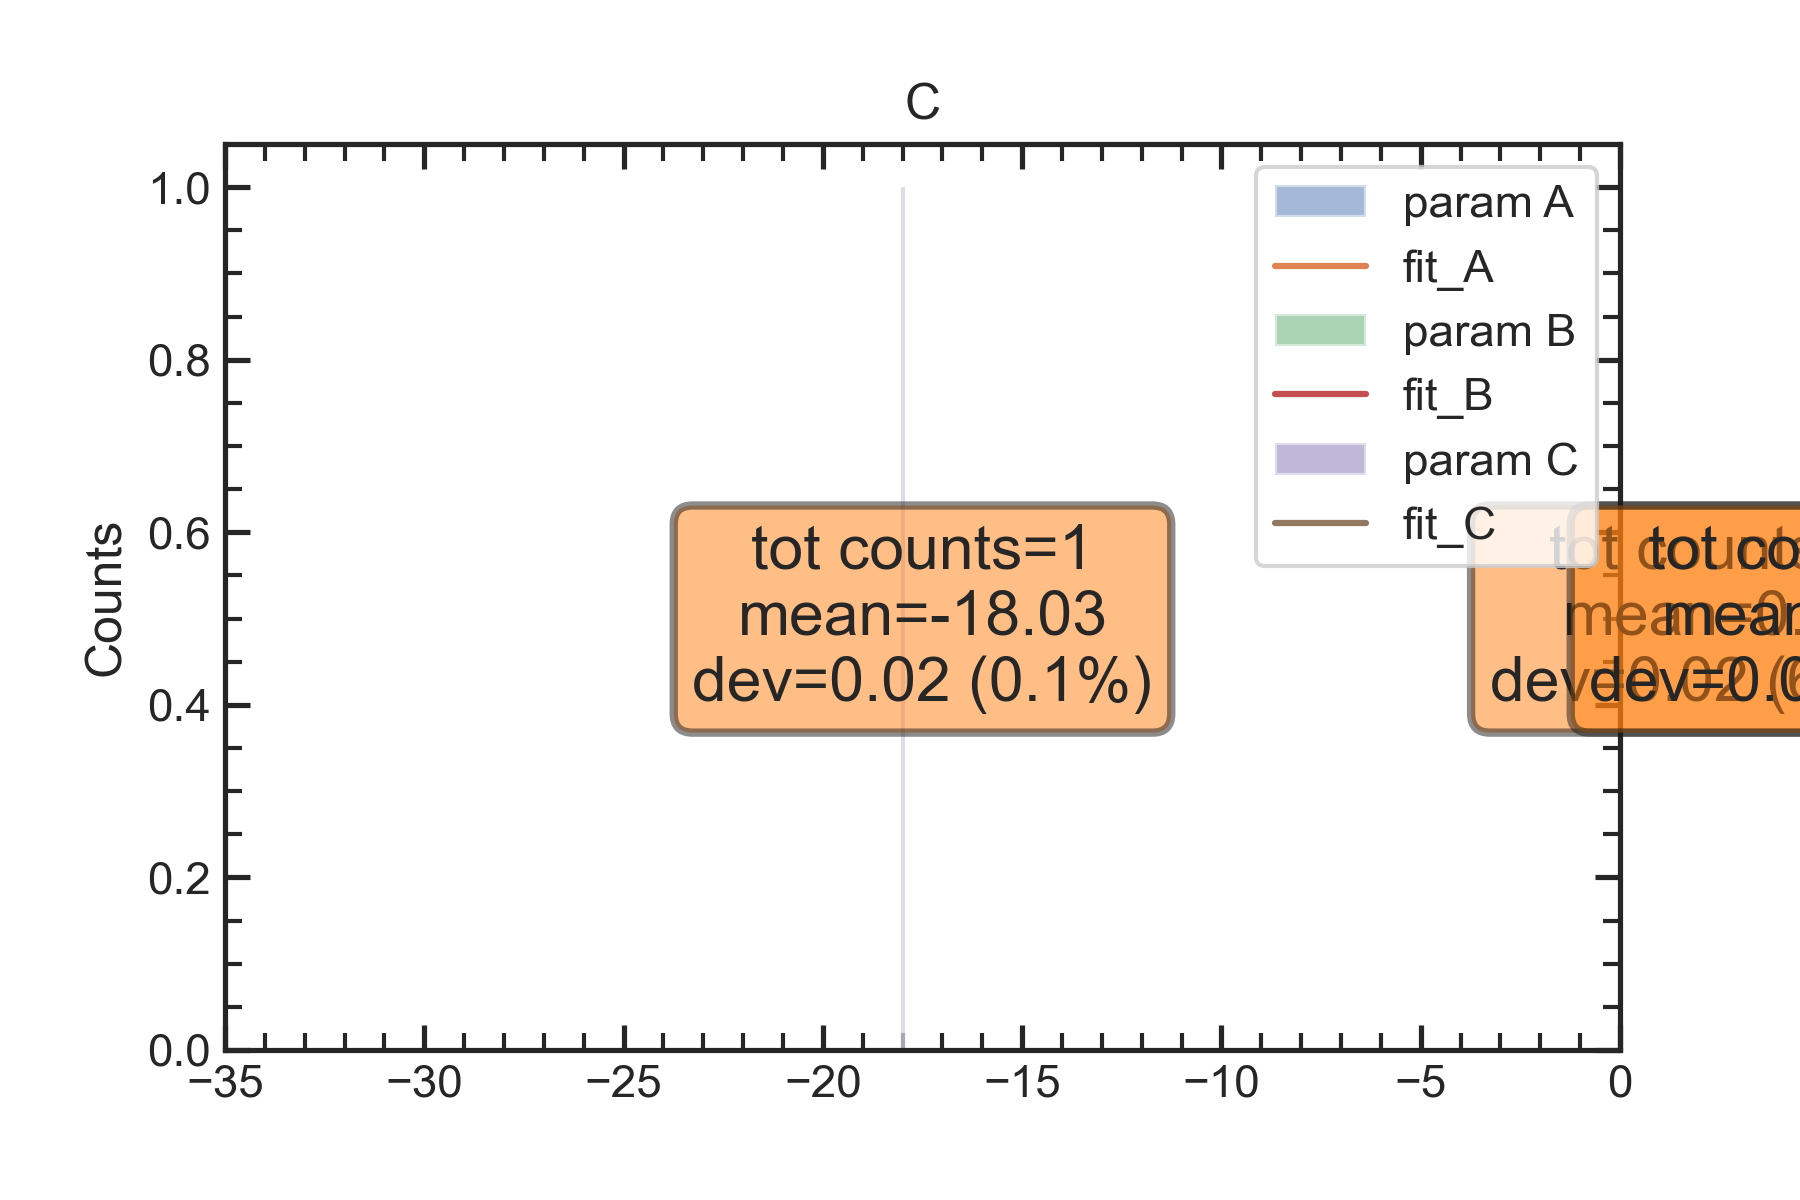 C
Counts
1.0
0.8
0.6
0.4
0.2
0.0
−35
−30
−25
−20
−15
−10
−5
0
param A
fit_A
param B
fit_B
param C
fit_C
tot counts=1
mean=-18.03
dev=0.02 (0.1%)
tot